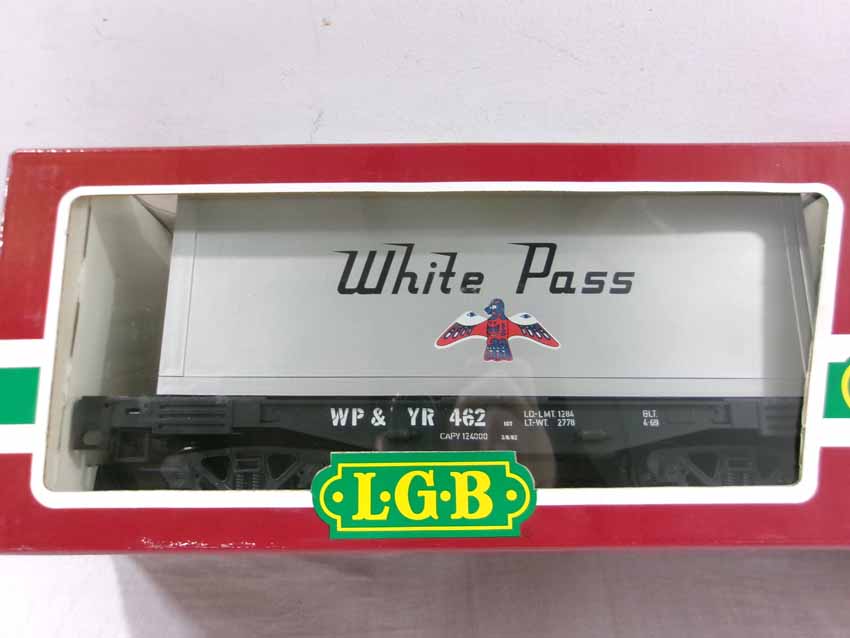 White Pass
WP & YR 462
CAPY 124000
LD-LMT. 1284
LT-WT. 2778
BLT.
4·69
L·G·B